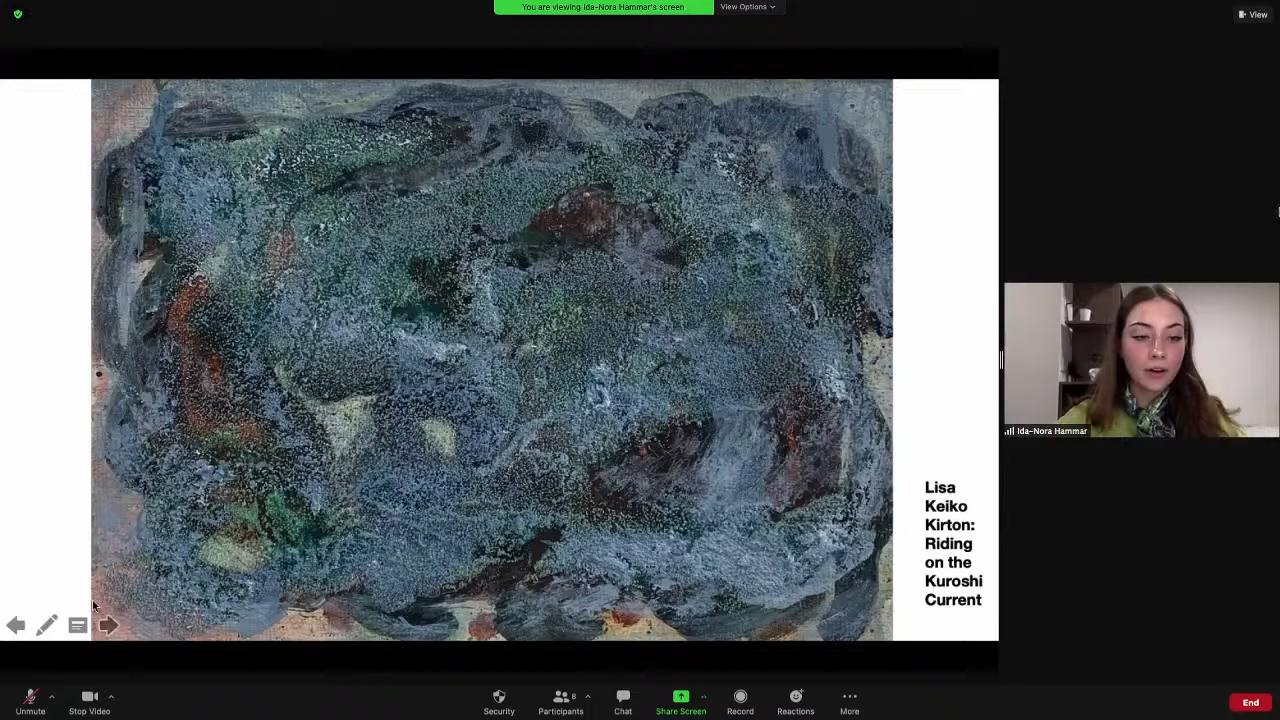 You are viewing Ida-Nora Hammar's screen
View Options
View
Ida-Nora Hammar
Lisa
Keiko
Kirton:
Riding
on the
Kuroshi
Current
Unmute
Stop Video
Security
Participants
8
Chat
Share Screen
Record
Reactions
More
End